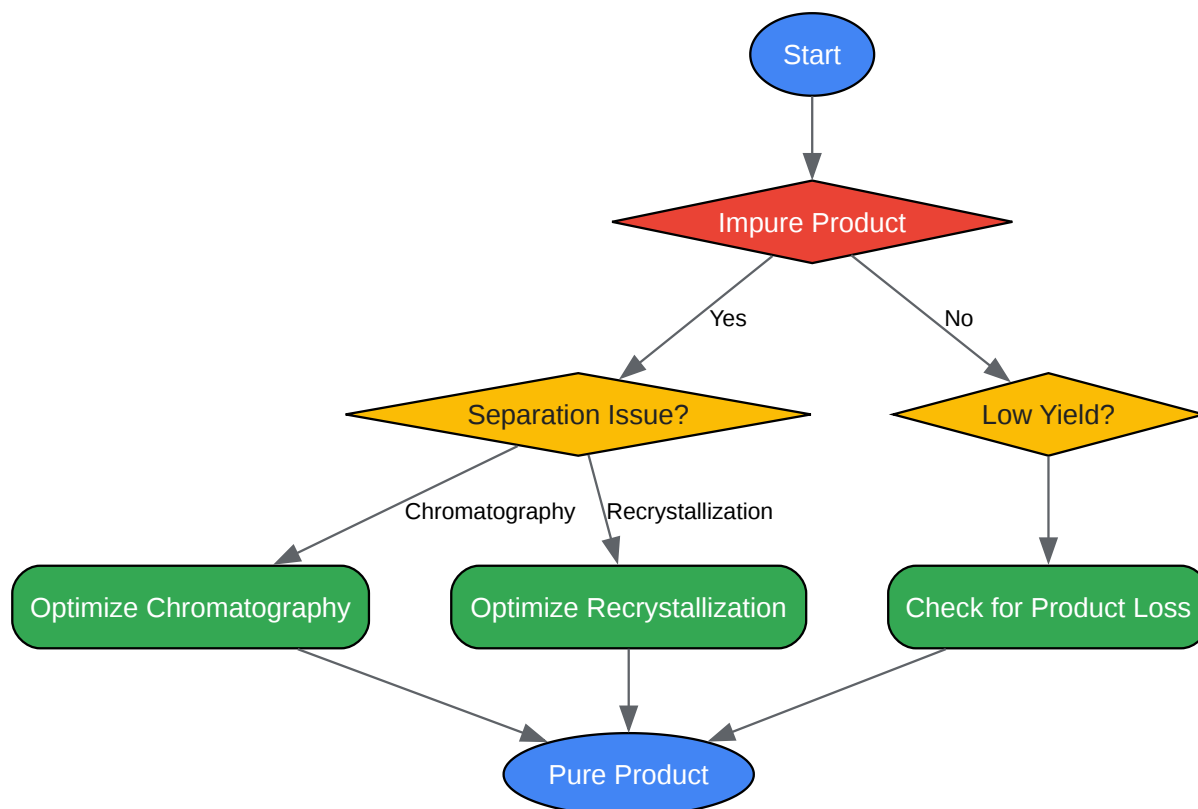 Start
Impure Product
Yes
No
Separation Issue?
Low Yield?
Chromatography
Recrystallization
Optimize Chromatography
Optimize Recrystallization
Check for Product Loss
Pure Product